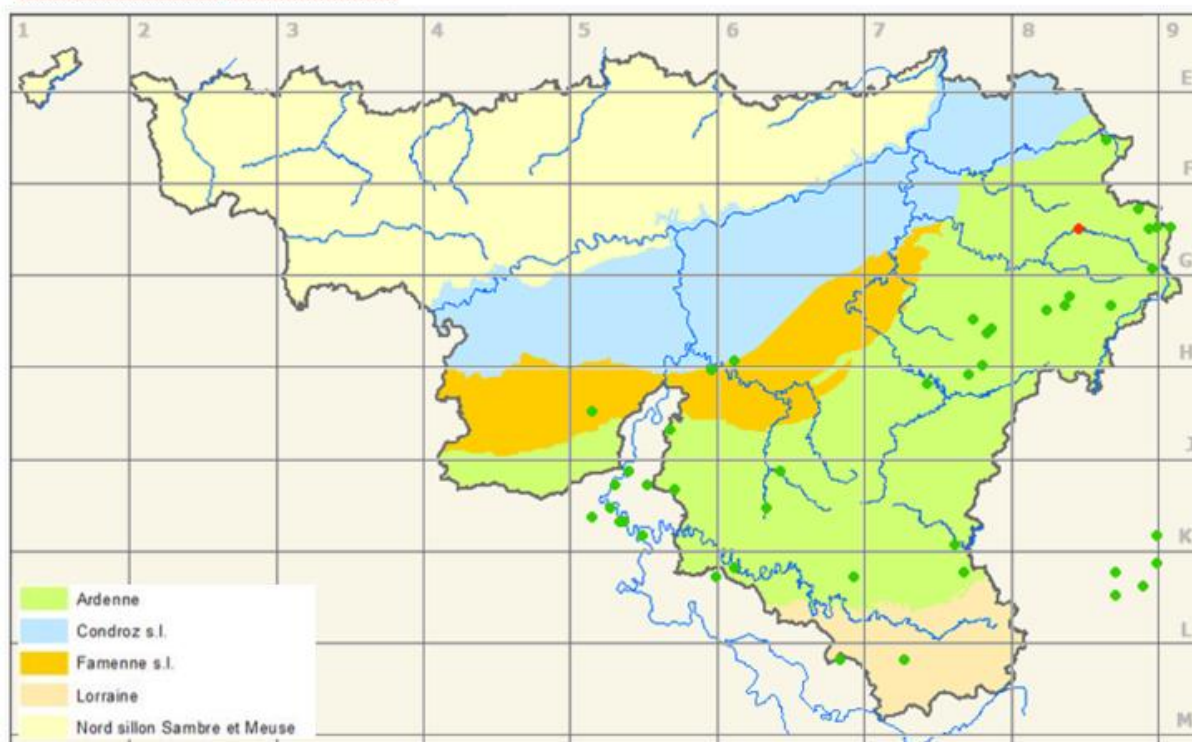 1 2 3 4 5 6 7 8 9
E
F
G
H
J
K
L
M
Ardenne
Condroz s.l.
Famenne s.l.
Lorraine
Nord sillon Sambre et Meuse